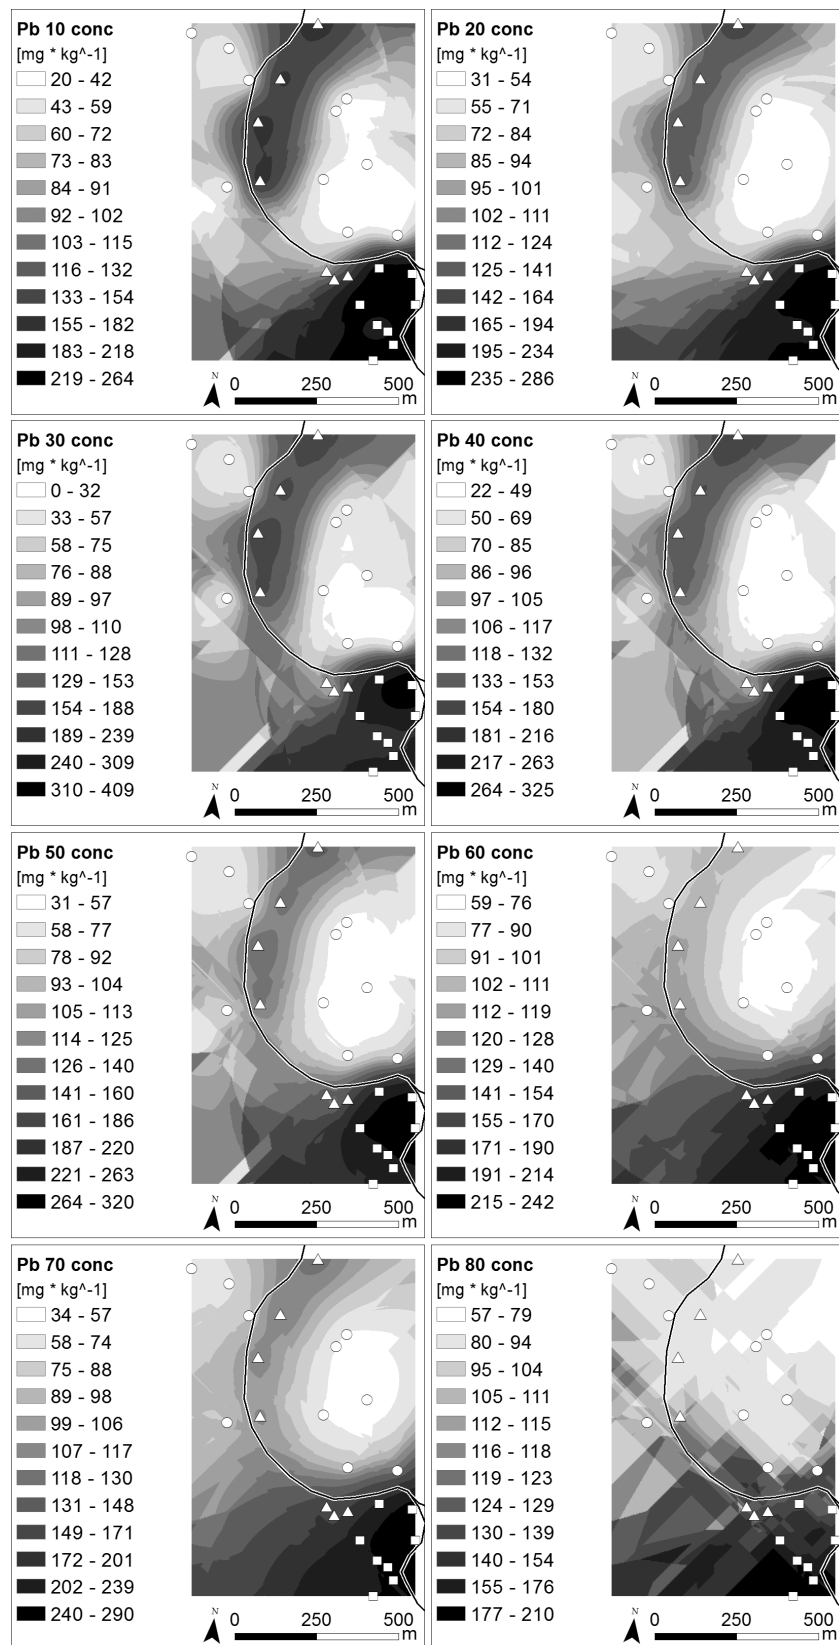 Pb 10 conc
[mg * kg^-1]
20 - 42
43 - 59
60 - 72
73 - 83
84 - 91
92 - 102
103 - 115
116 - 132
133 - 154
155 - 182
183 - 218
219 - 264
N
0 250 500
m
Pb 20 conc
[mg * kg^-1]
31 - 54
55 - 71
72 - 84
85 - 94
95 - 101
102 - 111
112 - 124
125 - 141
142 - 164
165 - 194
195 - 234
235 - 286
N
0 250 500
m
Pb 30 conc
[mg * kg^-1]
0 - 32
33 - 57
58 - 75
76 - 88
89 - 97
98 - 110
111 - 128
129 - 153
154 - 188
189 - 239
240 - 309
310 - 409
N
0 250 500
m
Pb 40 conc
[mg * kg^-1]
22 - 49
50 - 69
70 - 85
86 - 96
97 - 105
106 - 117
118 - 132
133 - 153
154 - 180
181 - 216
217 - 263
264 - 325
N
0 250 500
m
Pb 50 conc
[mg * kg^-1]
31 - 57
58 - 77
78 - 92
93 - 104
105 - 113
114 - 125
126 - 140
141 - 160
161 - 186
187 - 220
221 - 263
264 - 320
N
0 250 500
m
Pb 60 conc
[mg * kg^-1]
59 - 76
77 - 90
91 - 101
102 - 111
112 - 119
120 - 128
129 - 140
141 - 154
155 - 170
171 - 190
191 - 214
215 - 242
N
0 250 500
m
Pb 70 conc
[mg * kg^-1]
34 - 57
58 - 74
75 - 88
89 - 98
99 - 106
107 - 117
118 - 130
131 - 148
149 - 171
172 - 201
202 - 239
240 - 290
N
0 250 500
m
Pb 80 conc
[mg * kg^-1]
57 - 79
80 - 94
95 - 104
105 - 111
112 - 115
116 - 118
119 - 123
124 - 129
130 - 139
140 - 154
155 - 176
177 - 210
N
0 250 500
m